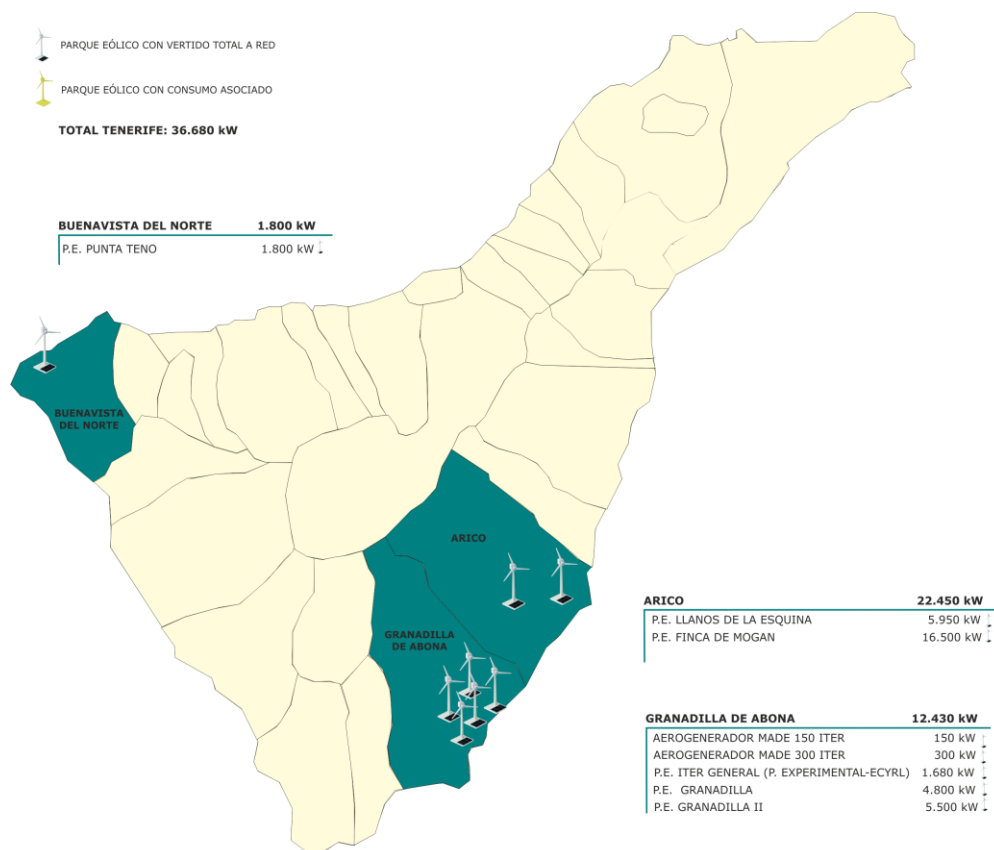 PARQUE EÓLICO CON VERTIDO TOTAL A RED
PARQUE EÓLICO CON CONSUMO ASOCIADO
TOTAL TENERIFE: 36.680 kW
BUENAVISTA DEL NORTE 1.800 kW
P.E. PUNTA TENO 1.800 kW
BUENAVISTA
DEL NORTE
ARICO
GRANADILLA
DE ABONA
ARICO 22.450 kW
P.E. LLANOS DE LA ESQUINA 5.950 kW
P.E. FINCA DE MOGAN 16.500 kW
GRANADILLA DE ABONA 12.430 kW
AEROGENERADOR MADE 150 ITER 150 kW
AEROGENERADOR MADE 300 ITER 300 kW
P.E. ITER GENERAL (P. EXPERIMENTAL-ECYRL) 1.680 kW
P.E. GRANADILLA 4.800 kW
P.E. GRANADILLA II 5.500 kW